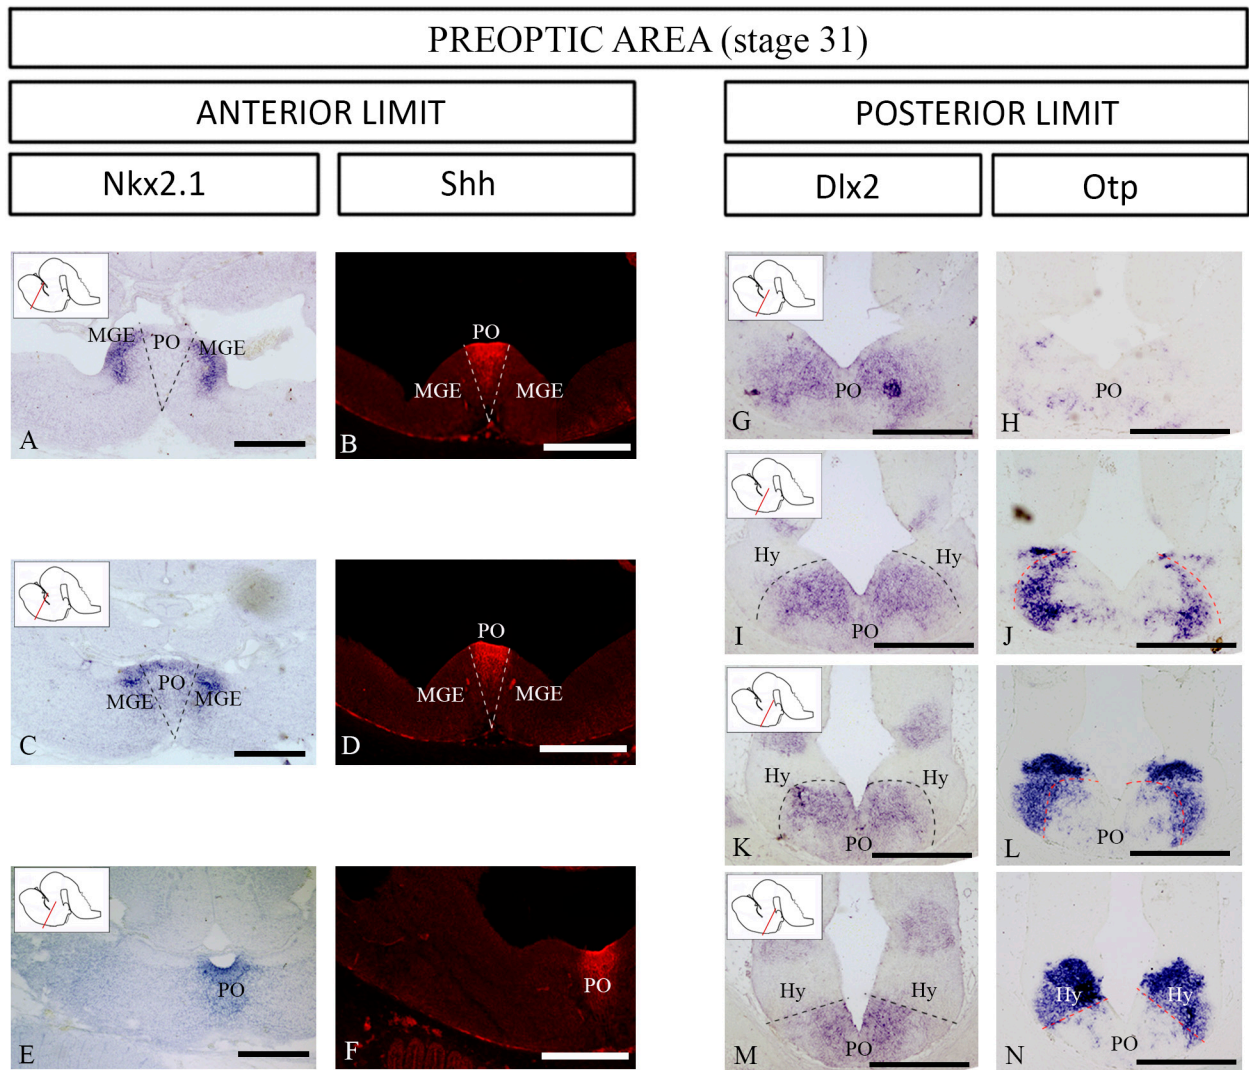 PREOPTIC AREA (stage 31)
ANTERIOR LIMIT
POSTERIOR LIMIT
Nkx2.1
Shh
Dlx2
Otp
MGE PO MGE
A
PO
MGE MGE
B
PO
G
PO
H
Hy Hy
PO
I
J
PO
MGE MGE
C
PO
MGE MGE
D
Hy Hy
PO
K
PO
L
PO
E
PO
F
Hy Hy
PO
M
Hy Hy
PO
N